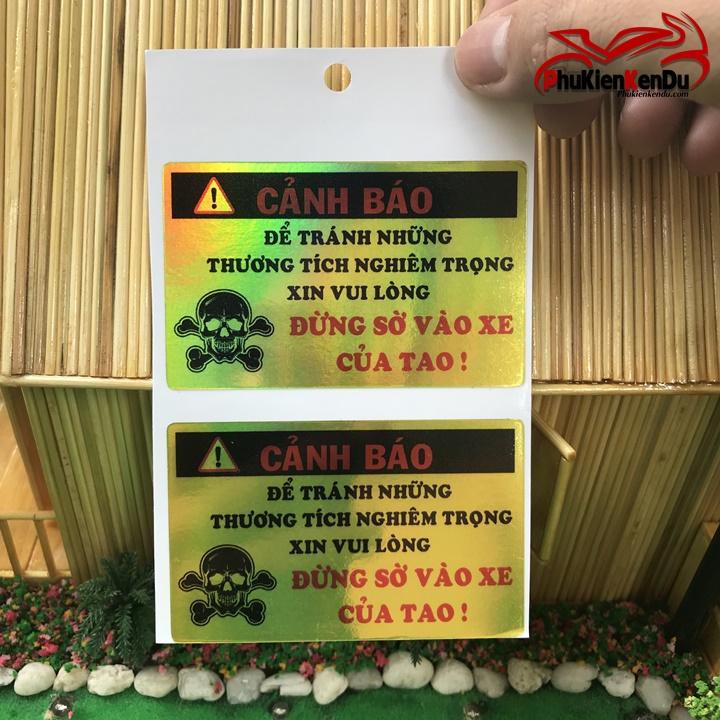 PhuKienKenDu
Phukienkendu.com
CẢNH BÁO
ĐỂ TRÁNH NHỮNG
THƯƠNG TÍCH NGHIÊM TRỌNG
XIN VUI LÒNG
ĐỪNG SỜ VÀO XE
CỦA TAO !
CẢNH BÁO
ĐỂ TRÁNH NHỮNG
THƯƠNG TÍCH NGHIÊM TRỌNG
XIN VUI LÒNG
ĐỪNG SỜ VÀO XE
CỦA TAO !